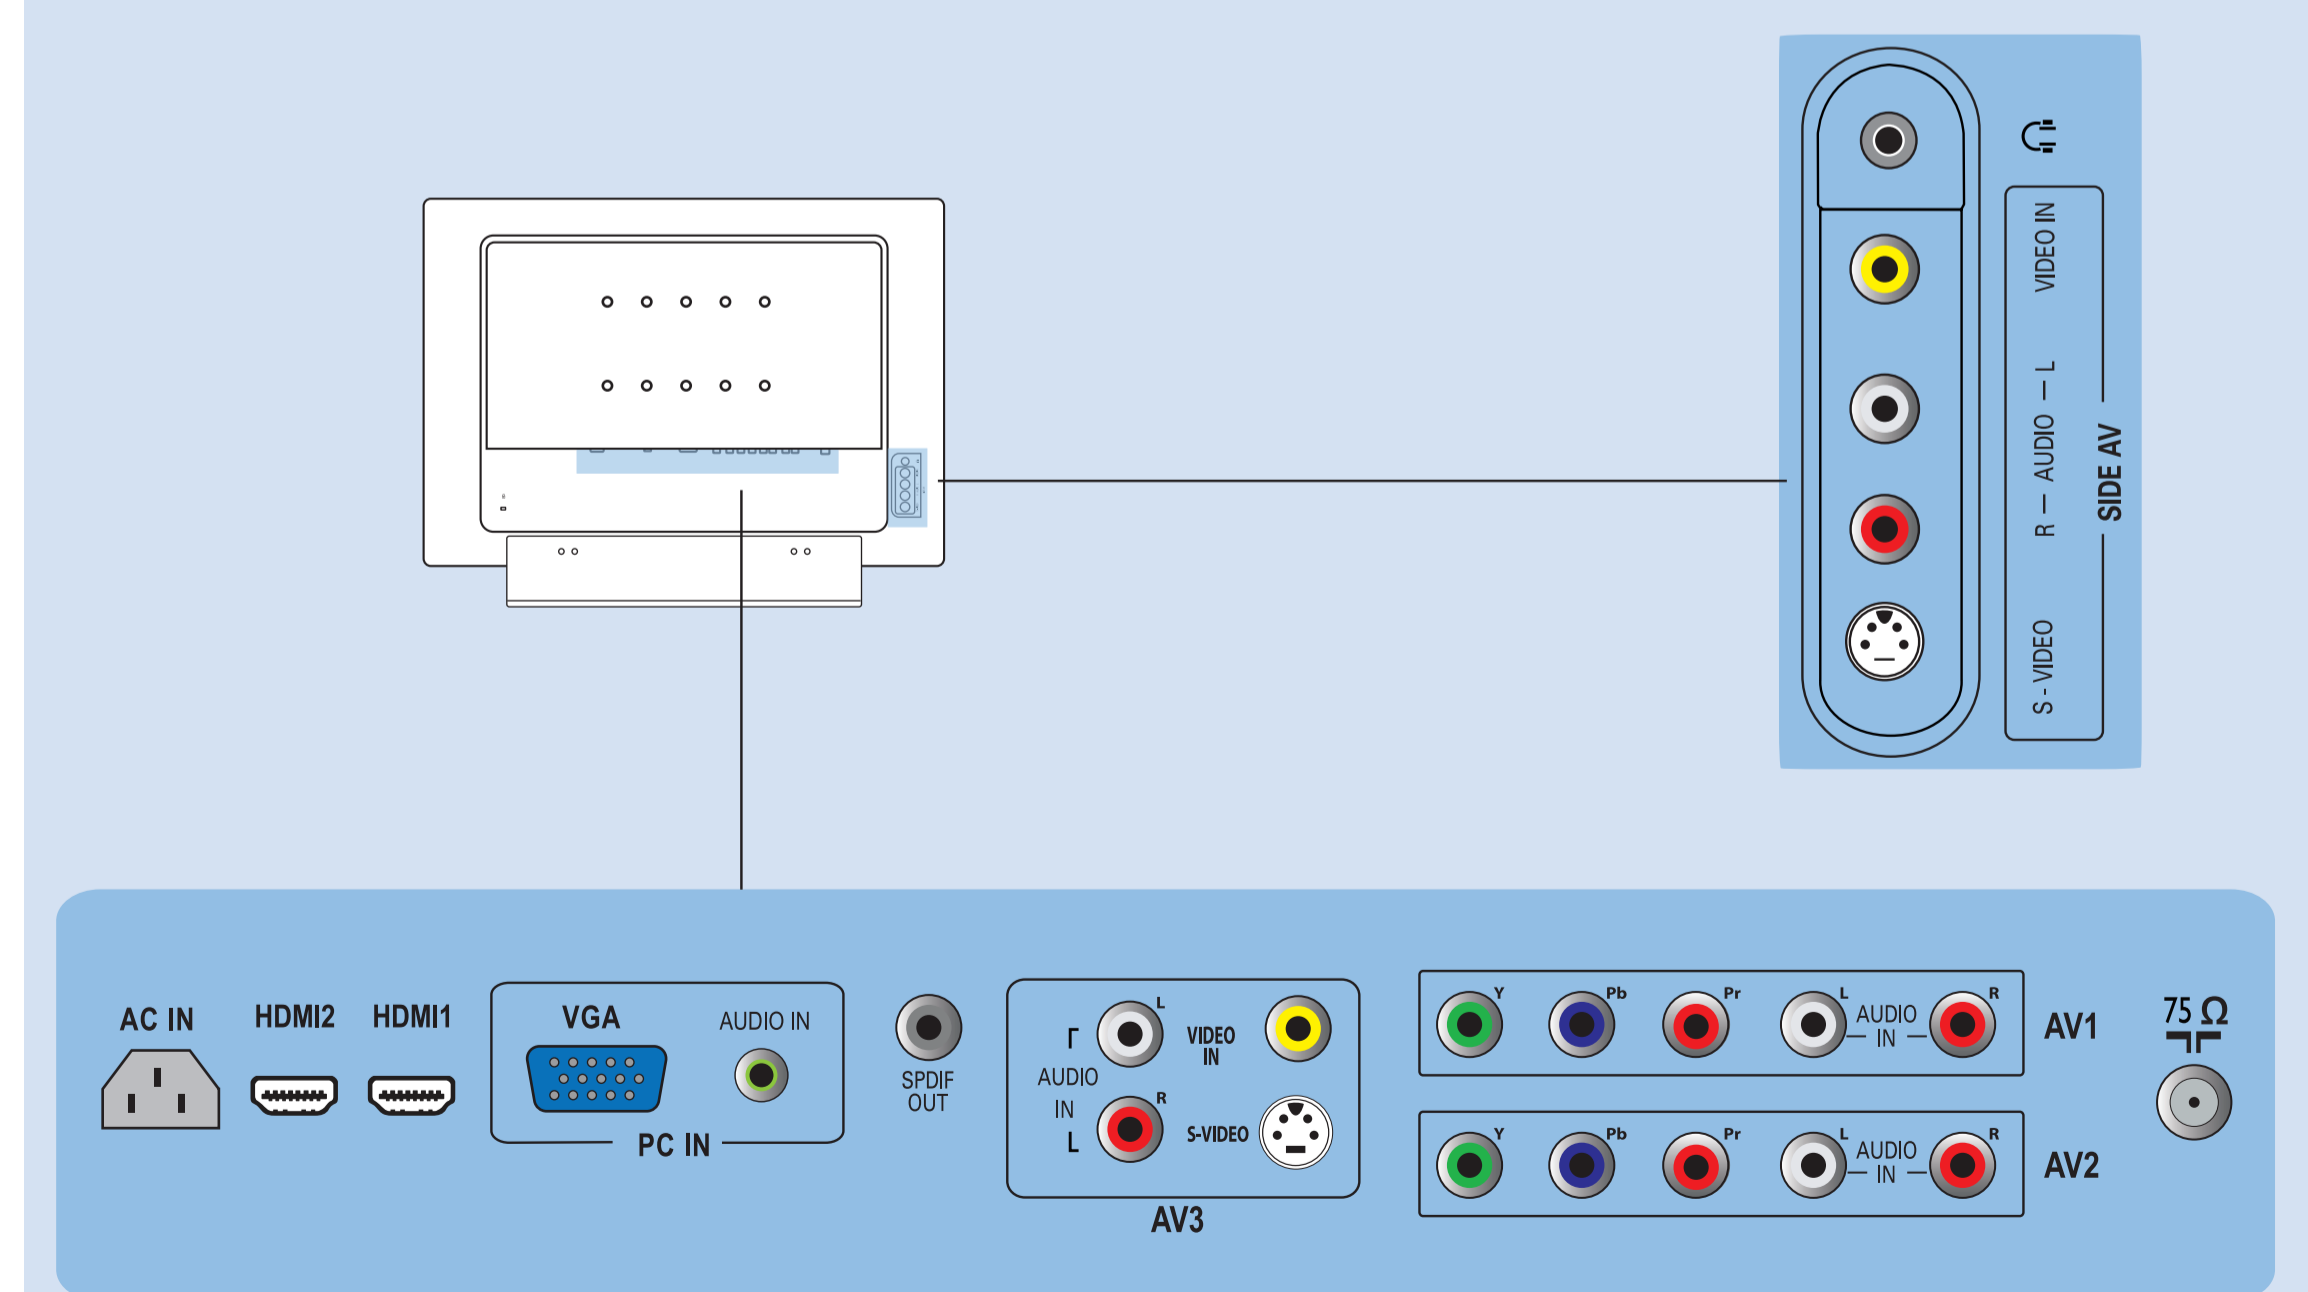 VIDEO IN
R — AUDIO — L
S - VIDEO
SIDE AV
AC IN
HDMI2
HDMI1
VGA
AUDIO IN
PC IN
SPDIF
OUT
L
AUDIO
IN
R
VIDEO
IN
S-VIDEO
AV3
Y
Pb
Pr
L
AUDIO
IN
R
AV1
Y
Pb
Pr
L
AUDIO
IN
R
AV2
75 Ω